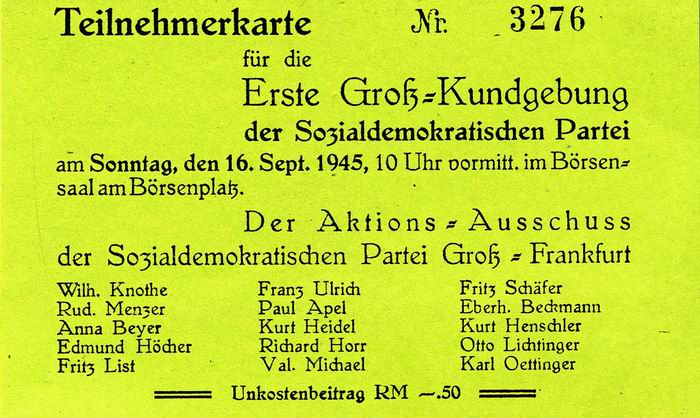 Teilnehmerkarte Nr. 3276
für die
Erste Groß-Kundgebung
der Sozialdemokratischen Partei
am Sonntag, den 16. Sept. 1945, 10 Uhr vormitt. im Börsen-
saal am Börsenplatz.
Der Aktions-Ausschuss
der Sozialdemokratischen Partei Groß-Frankfurt
Wilh. Knothe Franz Ulrich Fritz Schäfer
Rud. Menzer Paul Apel Eberh. Beckmann
Anna Beyer Kurt Heidel Kurt Henschler
Edmund Höcher Richard Horr Otto Lichtinger
Fritz List Val. Michael Karl Oettinger
Unkostenbeitrag RM —.50